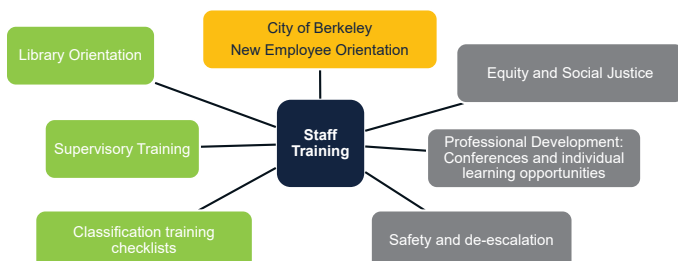 City of Berkeley
New Employee Orientation
Library Orientation
Equity and Social Justice
Staff
Training
Supervisory Training
Professional Development:
Conferences and individual
learning opportunities
Classification training
checklists
Safety and de-escalation